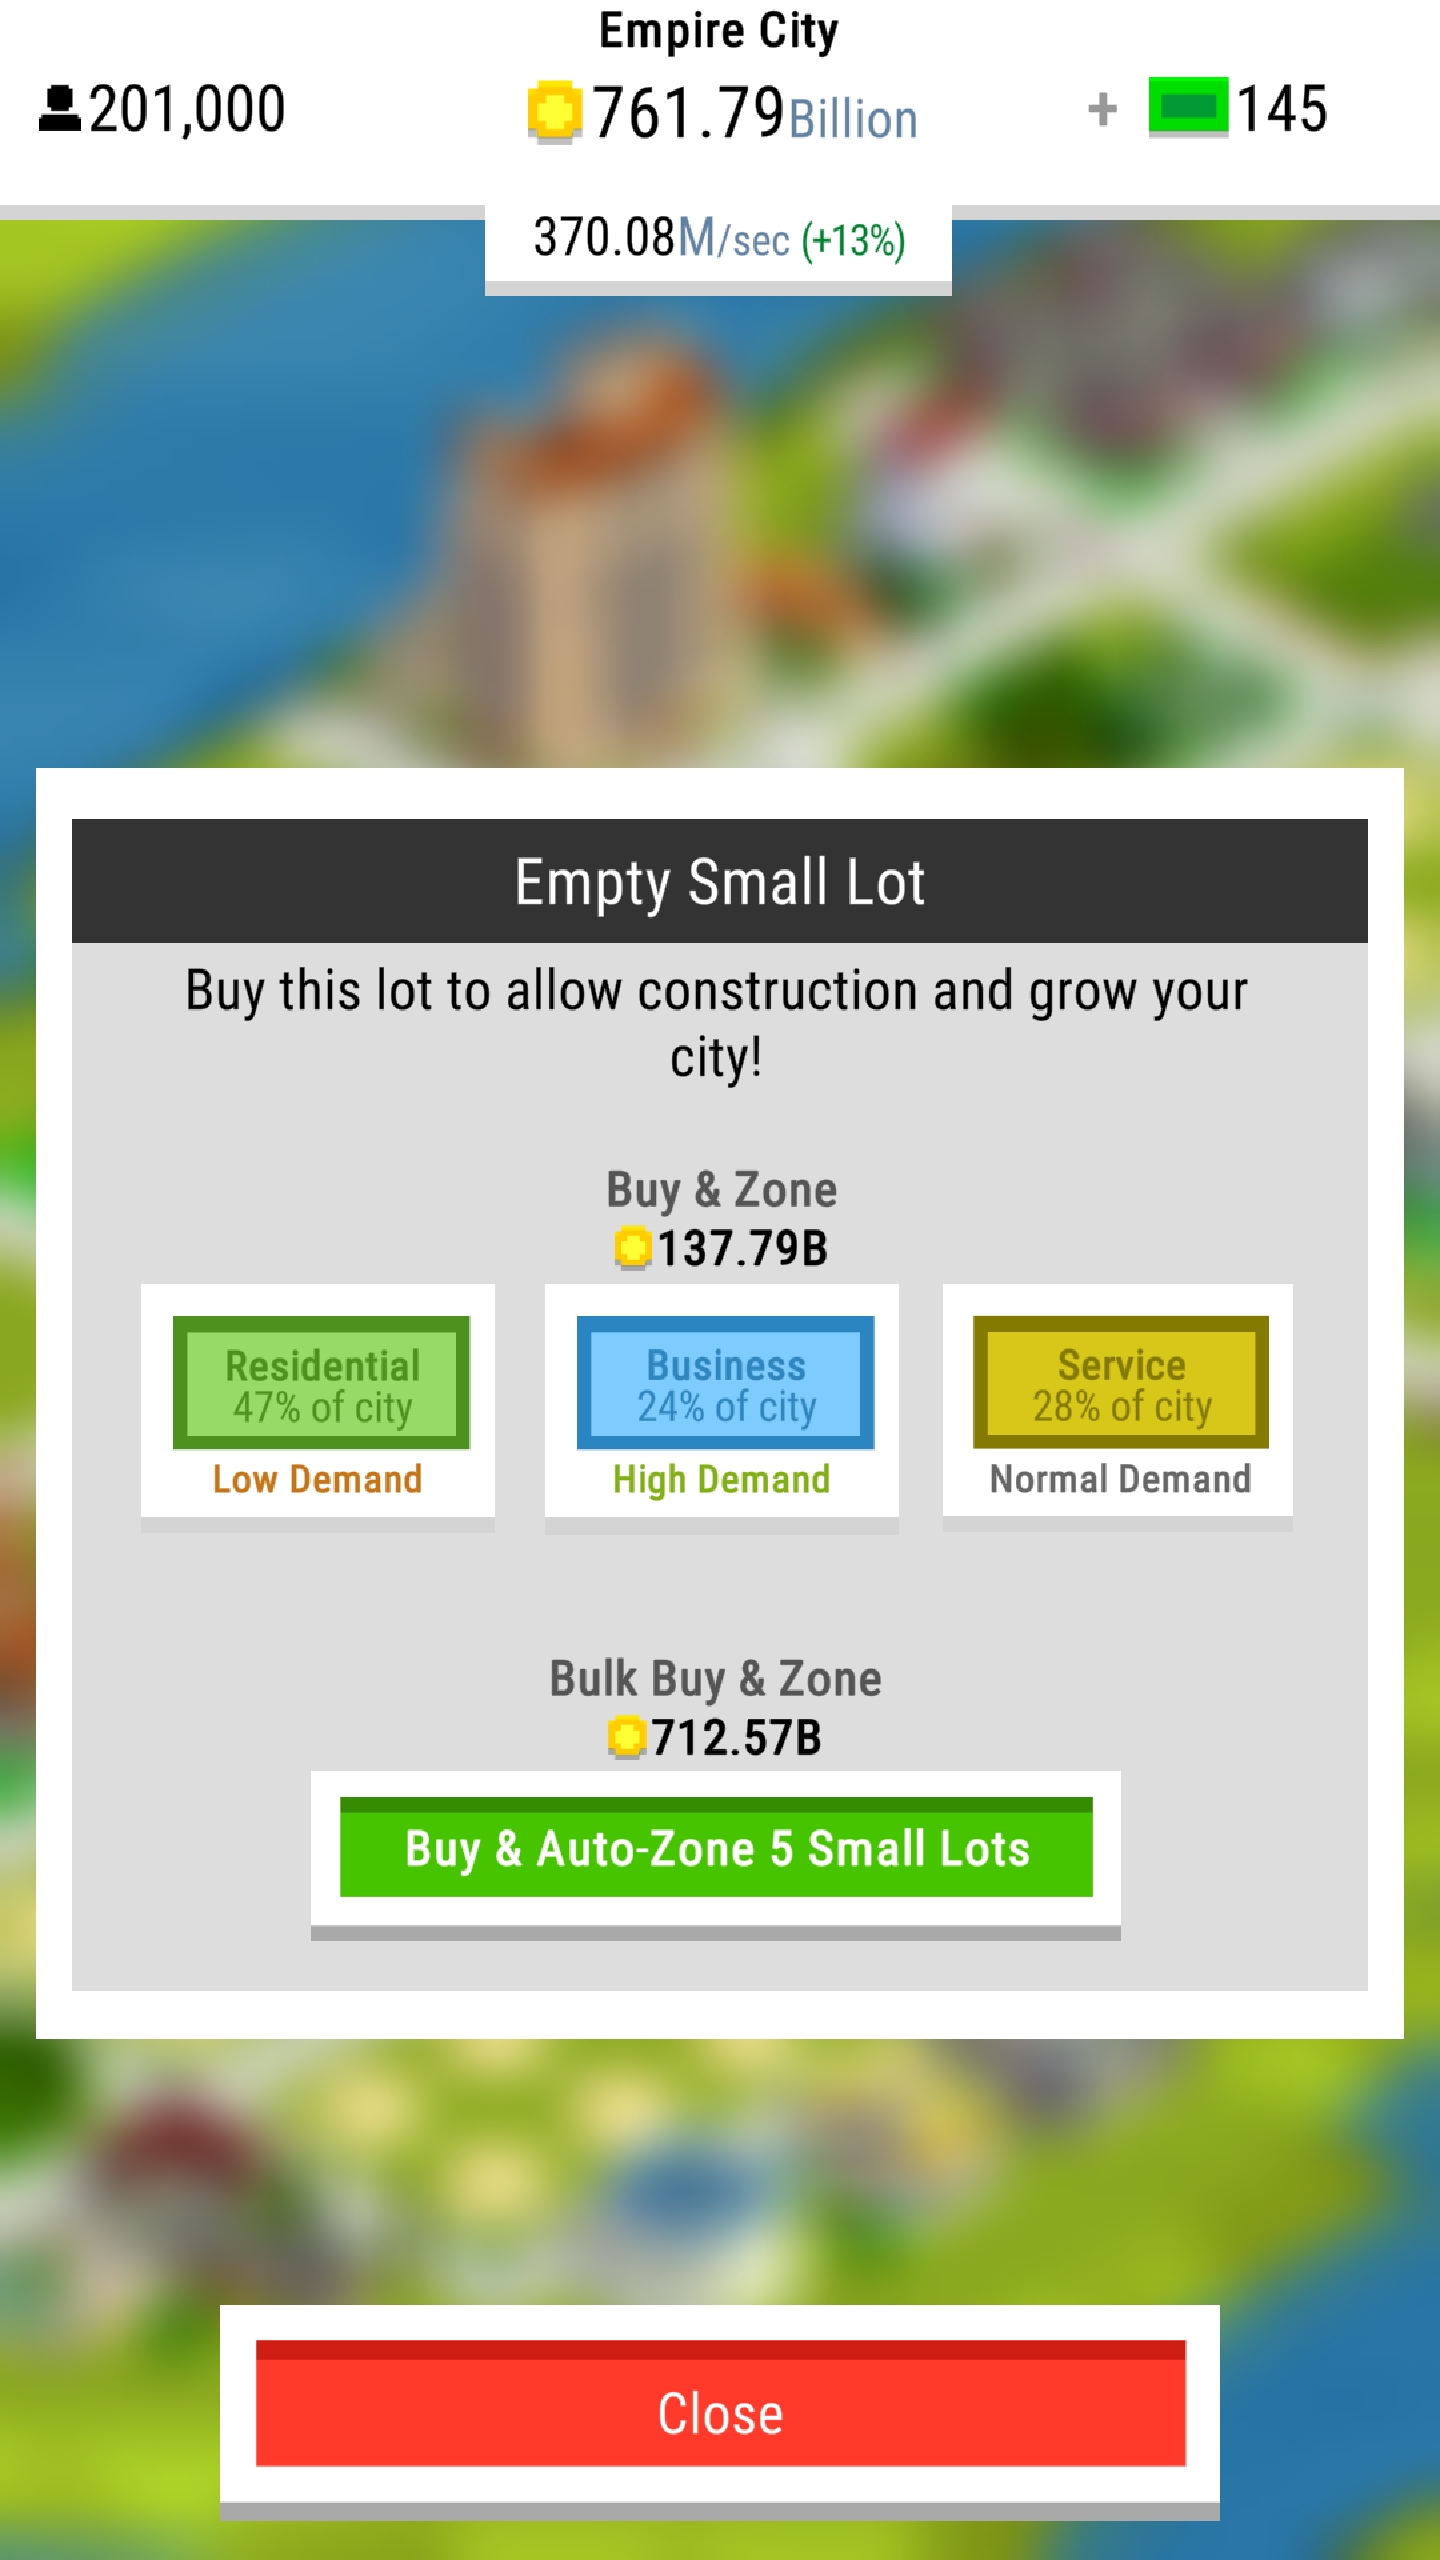 Empire City
201,000
761.79Billion
+ 145
370.08M/sec (+13%)
Empty Small Lot
Buy this lot to allow construction and grow your
city!
Buy & Zone
137.79B
Residential
47% of city
Low Demand
Business
24% of city
High Demand
Service
28% of city
Normal Demand
Bulk Buy & Zone
712.57B
Buy & Auto-Zone 5 Small Lots
Close